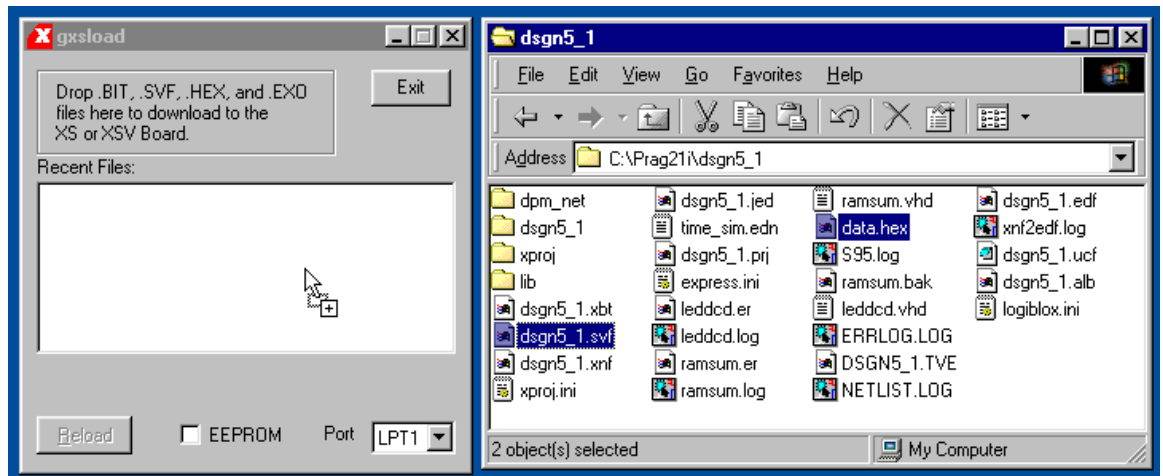 gxsload
Drop .BIT, .SVF, .HEX, and .EXO
files here to download to the
XS or XSV Board.
Exit
Recent Files:
Reload
EEPROM
Port
LPT1
dsgn5_1
File Edit View Go Favorites Help
Address C:\Prag21i\dsgn5_1
dpm_net dsgn5_1.jed ramsum.vhd dsgn5_1.edf
dsgn5_1 time_sim.edn data.hex xnf2edf.log
xproj dsgn5_1.prj S95.log dsgn5_1.ucf
lib express.ini ramsum.bak dsgn5_1.alb
dsgn5_1.xbt leddcd.er leddcd.vhd logiblox.ini
dsgn5_1.svf leddcd.log ERRLOG.LOG
dsgn5_1.xnf ramsum.er DSGN5_1.TVE
xproj.ini ramsum.log NETLIST.LOG
2 object(s) selected My Computer